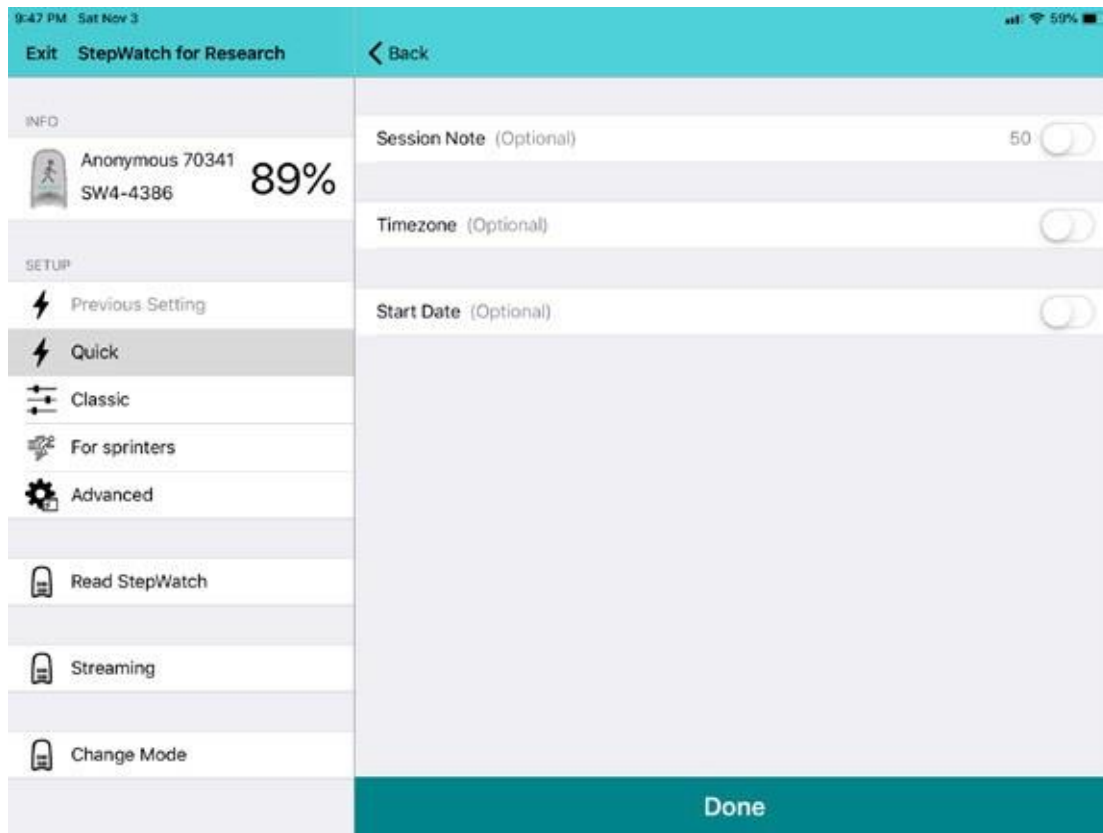 9:47 PM Sat Nov 3
59%
Exit StepWatch for Research
Back
INFO
Anonymous 70341
SW4-4386
89%
SETUP
Previous Setting
Quick
Classic
For sprinters
Advanced
Read StepWatch
Streaming
Change Mode
Session Note (Optional)
50
Timezone (Optional)
Start Date (Optional)
Done